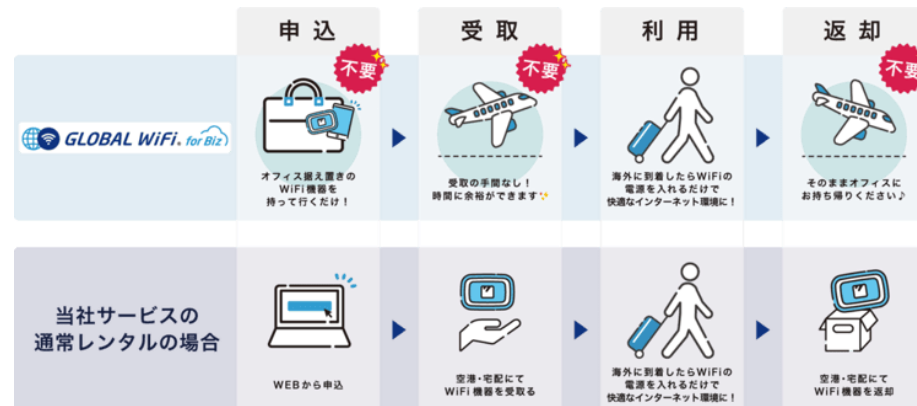 申込
受取
利用
返却
不要
不要
不要
GLOBAL WiFi® for Biz
オフィス据え置きの
WiFi機器を
持って行くだけ！
受取の手間なし！
時間に余裕ができます✨
海外に到着したらWiFiの
電源を入れるだけで
快適なインターネット環境に！
そのままオフィスに
お持ち帰りください♪
当社サービスの
通常レンタルの場合
WEBから申込
空港・宅配にて
WiFi機器を受取る
海外に到着したらWiFiの
電源を入れるだけで
快適なインターネット環境に！
空港・宅配にて
WiFi機器を返却